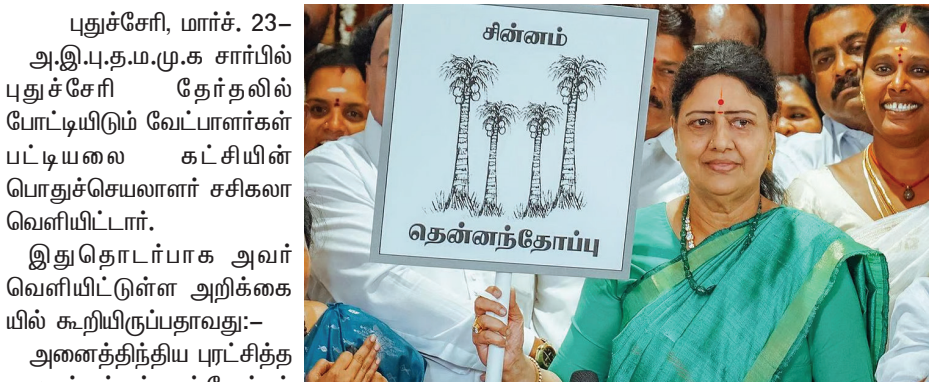 புதுச்சேரி, மார்ச். 23–
அ.இ.பு.த.ம.மு.க சார்பில்
புதுச்சேரி தேர்தலில்
போட்டியிடும் வேட்பாளர்கள்
பட்டியலை கட்சியின்
பொதுச்செயலாளர் சசிகலா
வெளியிட்டார்.
இதுதொடர்பாக அவர்
வெளியிட்டுள்ள அறிக்கை
யில் கூறியிருப்பதாவது:–
அனைத்திந்திய புரட்சித்த
சின்னம்
தென்னந்தோப்பு